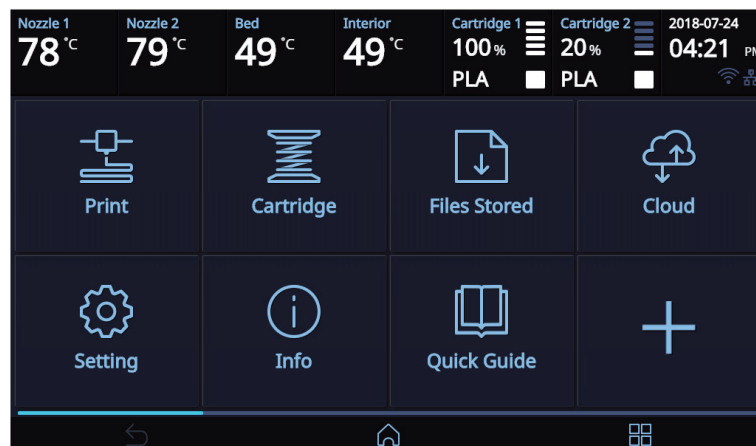 Nozzle 1
78 °C
Nozzle 2
79 °C
Bed
49 °C
Interior
49 °C
Cartridge 1
100 %
PLA
Cartridge 2
20 %
PLA
2018-07-24
04:21 PM
Print
Cartridge
Files Stored
Cloud
Setting
Info
Quick Guide